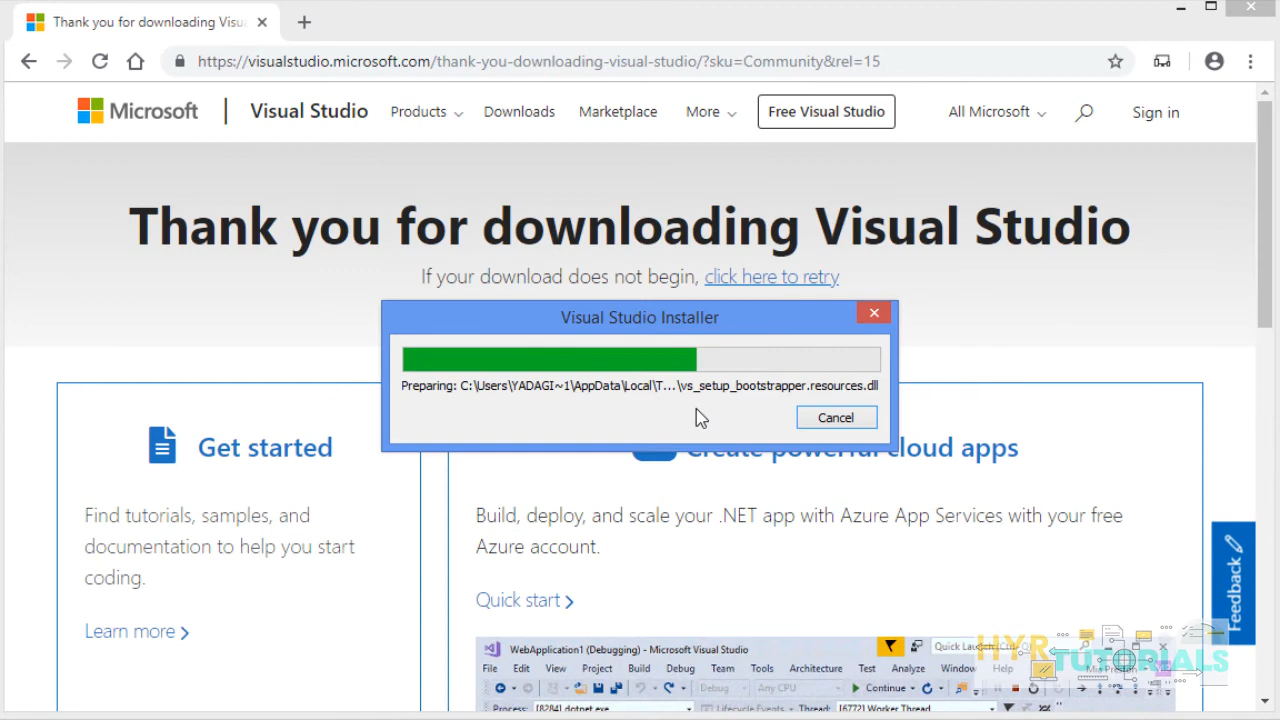 Thank you for downloading Visu
https://visualstudio.microsoft.com/thank-you-downloading-visual-studio/?sku=Community&rel=15
Microsoft | Visual Studio Products Downloads Marketplace More Free Visual Studio All Microsoft Sign in
Thank you for downloading Visual Studio
If your download does not begin, click here to retry
Visual Studio Installer
Preparing: C:\Users\YADAGI~1\AppData\Local\T...\vs_setup_bootstrapper.resources.dll
Cancel
Get started
Create powerful cloud apps
Find tutorials, samples, and
documentation to help you start
coding.
Learn more
Build, deploy, and scale your .NET app with Azure App Services with your free
Azure account.
Quick start
Feedback
WebApplication1 (Debugging) - Microsoft Visual Studio
Quick Launch
File Edit View Project Build Debug Team Tools Architecture Test Analyze Window Help
Debug Any CPU Continue
Process: [8284] dotnet.exe Lifecycle Events Thread: [6772] Worker Thread
HYR
TUTORIALS